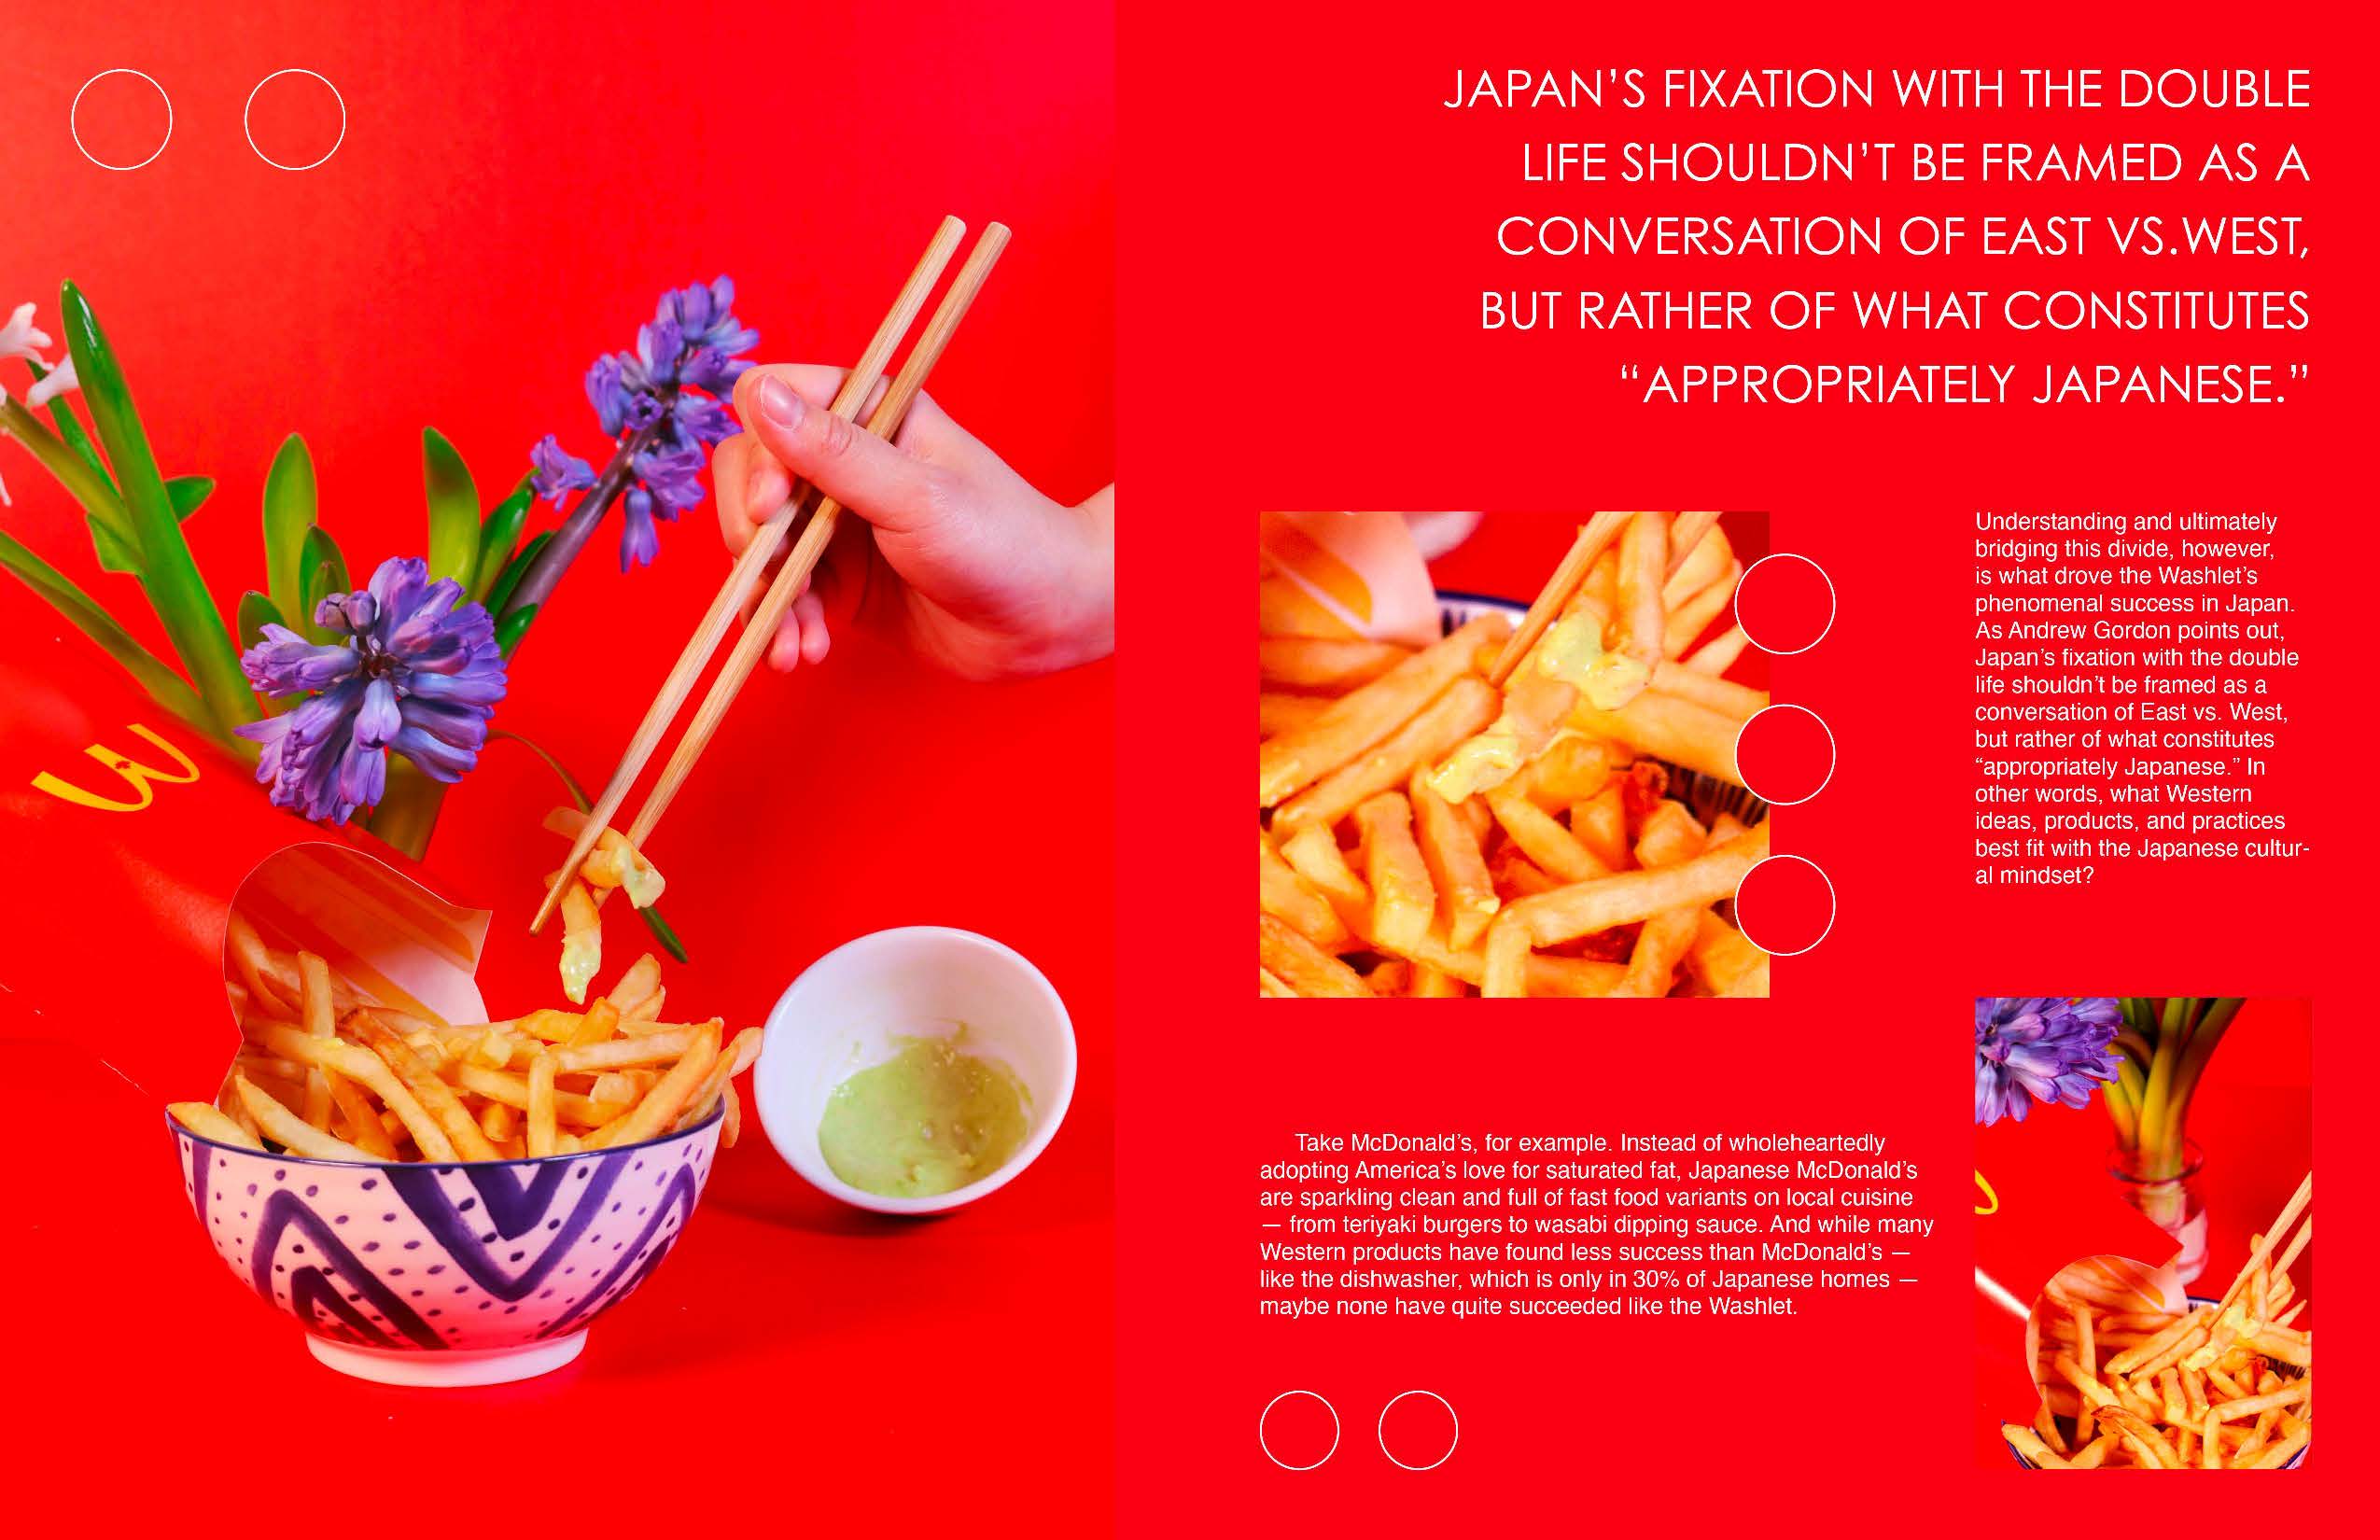 JAPAN’S FIXATION WITH THE DOUBLE
LIFE SHOULDN’T BE FRAMED AS A
CONVERSATION OF EAST VS.WEST,
BUT RATHER OF WHAT CONSTITUTES
“APPROPRIATELY JAPANESE.”
Understanding and ultimately
bridging this divide, however,
is what drove the Washlet’s
phenomenal success in Japan.
As Andrew Gordon points out,
Japan’s fixation with the double
life shouldn’t be framed as a
conversation of East vs. West,
but rather of what constitutes
“appropriately Japanese.” In
other words, what Western
ideas, products, and practices
best fit with the Japanese cultur-
al mindset?
Take McDonald’s, for example. Instead of wholeheartedly
adopting America’s love for saturated fat, Japanese McDonald’s
are sparkling clean and full of fast food variants on local cuisine
— from teriyaki burgers to wasabi dipping sauce. And while many
Western products have found less success than McDonald’s —
like the dishwasher, which is only in 30% of Japanese homes —
maybe none have quite succeeded like the Washlet.